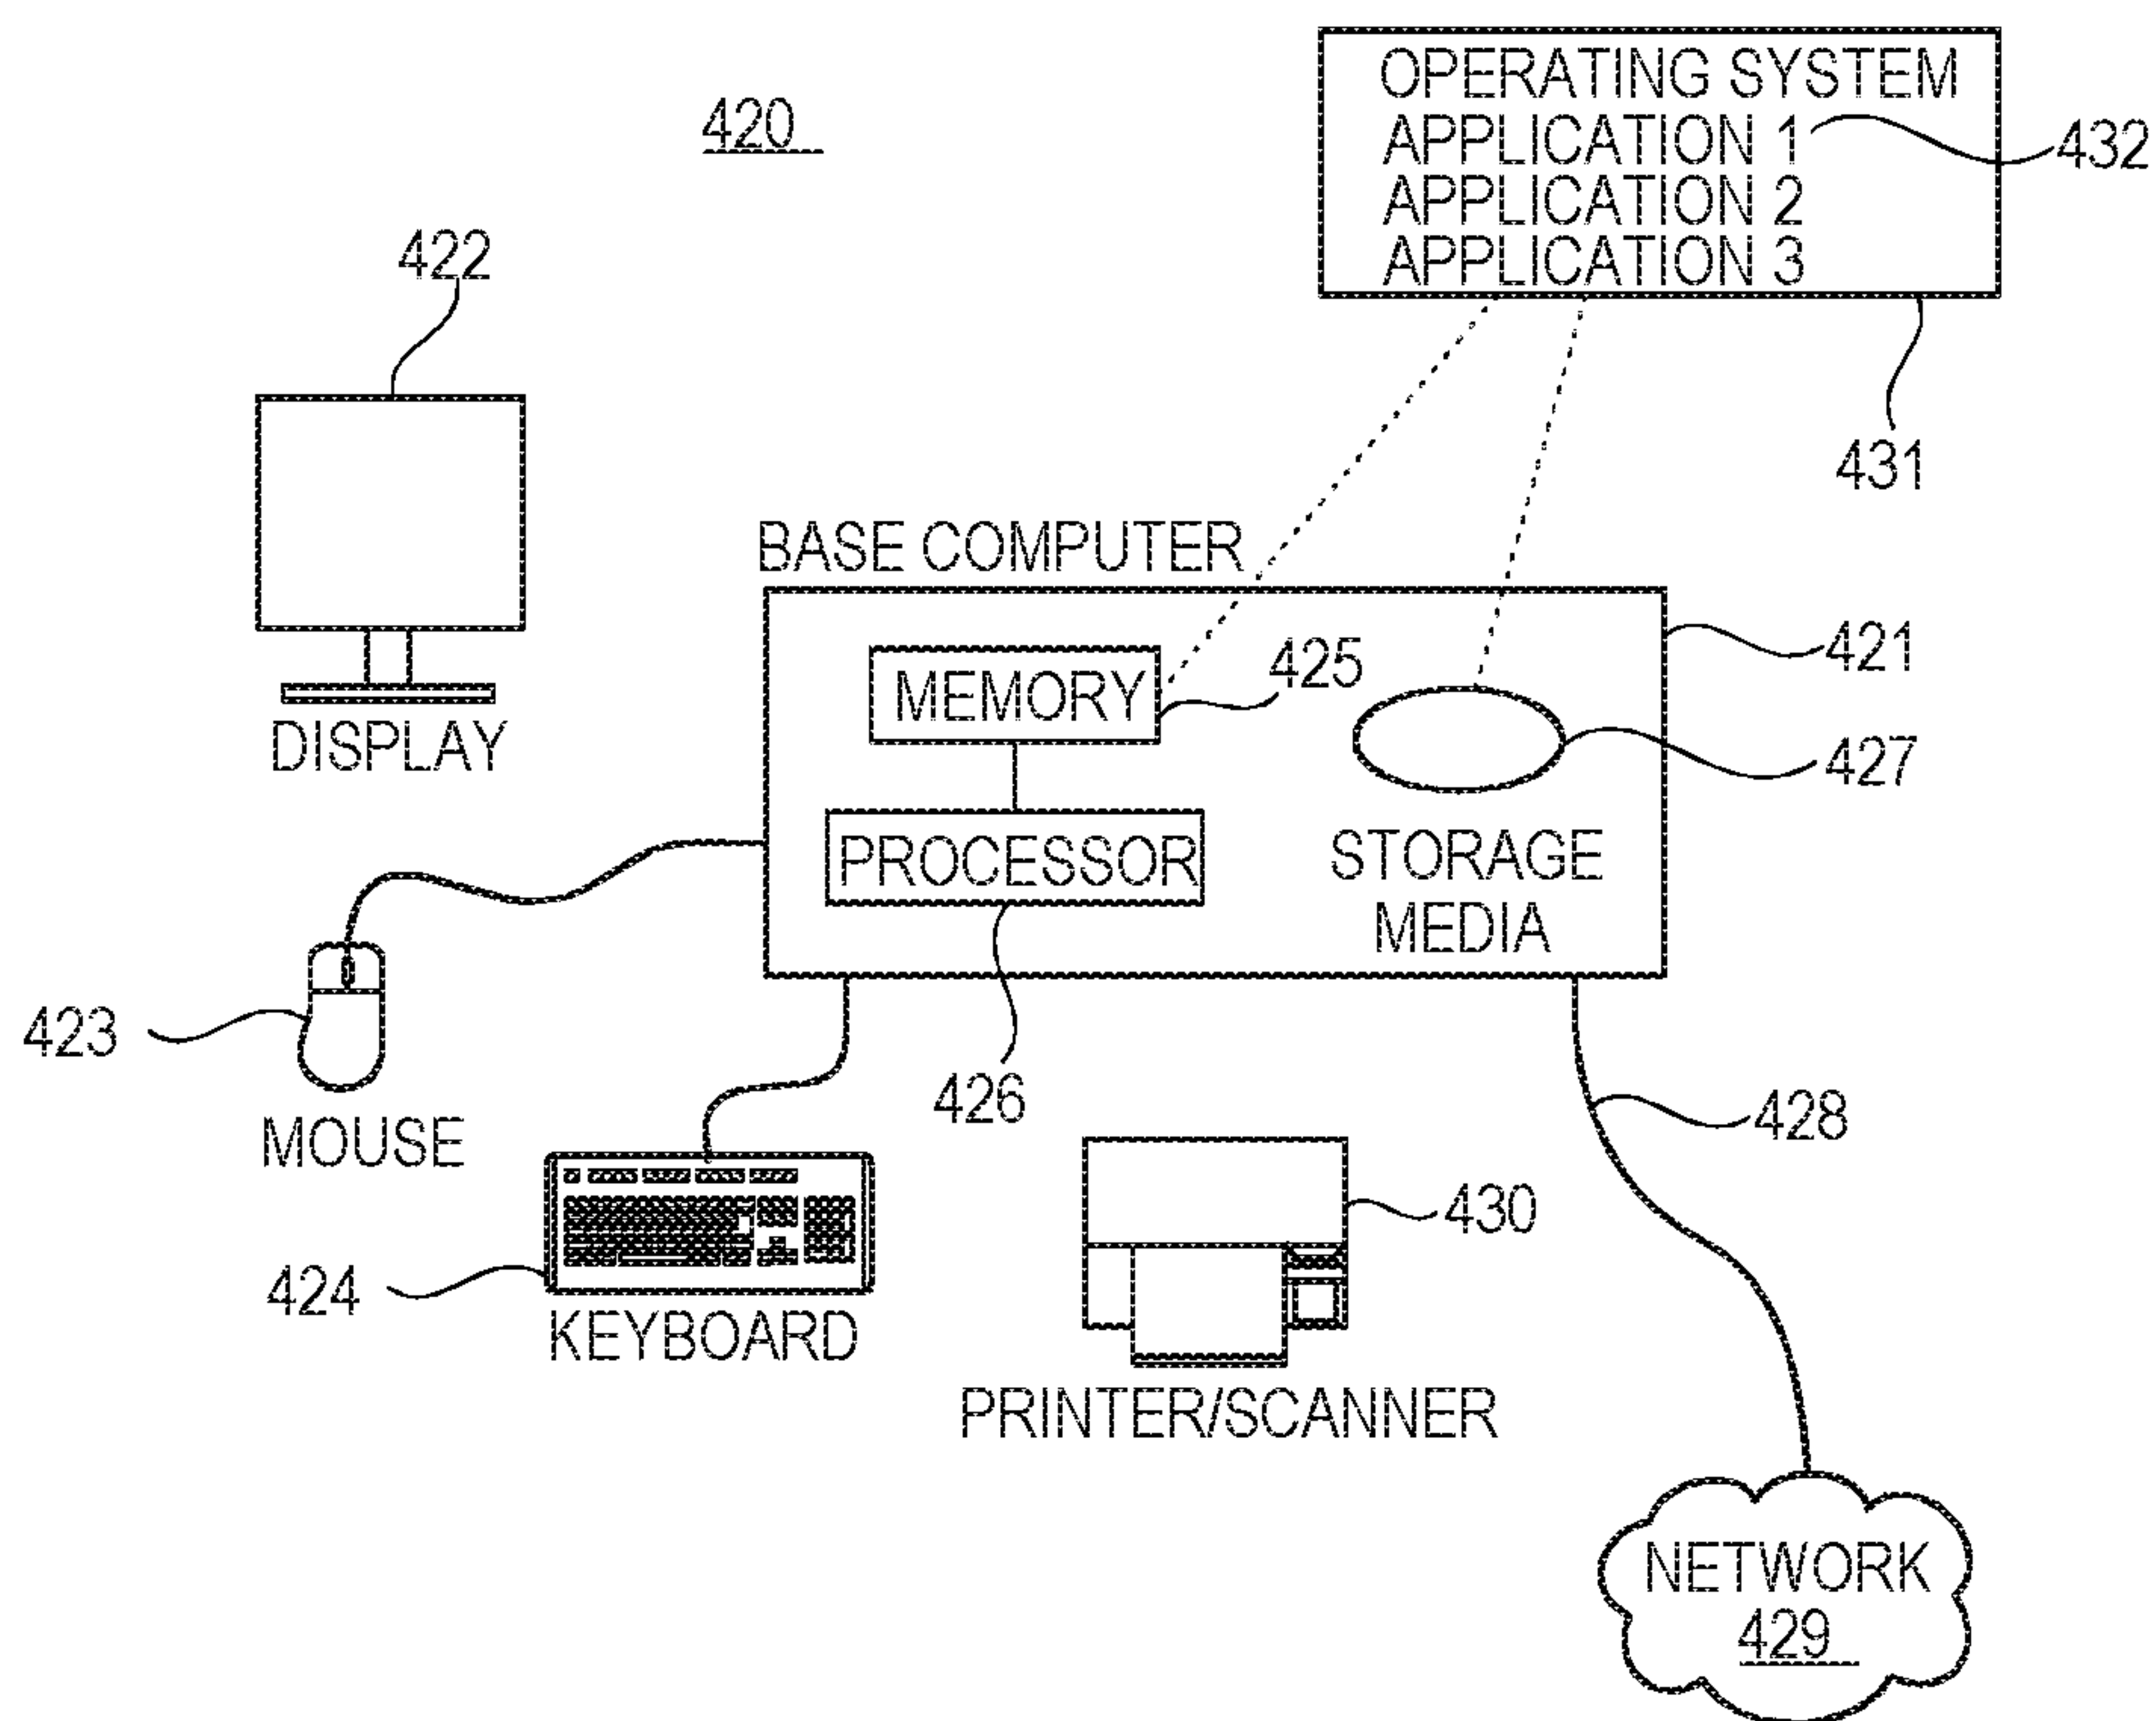 420
OPERATING SYSTEM
APPLICATION 1
APPLICATION 2
APPLICATION 3
432
431
422
DISPLAY
BASE COMPUTER
421
MEMORY
425
427
PROCESSOR
STORAGE
MEDIA
426
423
MOUSE
424
KEYBOARD
428
430
PRINTER/SCANNER
NETWORK
429